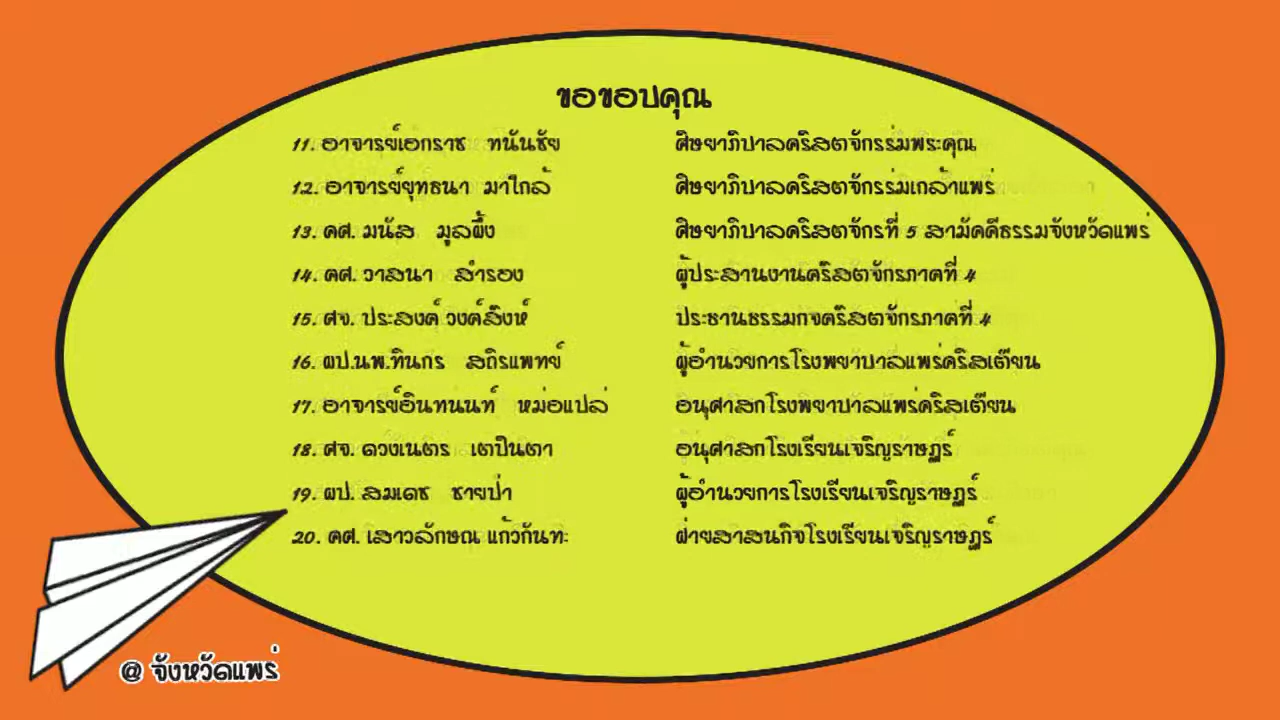 ขอขอบคุณ
11. อาจารย์เอกราช ทนันชัย ศิษยาภิบาลคริสตจักรร่มพระคุณ
12. อาจารย์ยุทธนา มาใกล้ ศิษยาภิบาลคริสตจักรร่มเกล้าแพร่
13. คศ. มนัส มูลผึ้ง ศิษยาภิบาลคริสตจักรที่ 5 สามัคคีธรรมจังหวัดแพร่
14. คศ. วาสนา สำรอง ผู้ประสานงานคริสตจักรภาคที่ 4
15. ศจ. ประสงค์ วงค์สิงห์ ประธานธรรมกิจคริสตจักรภาคที่ 4
16. ผป.นพ.ทินกร สถิรแพทย์ ผู้อำนวยการโรงพยาบาลแพร่คริสเตียน
17. อาจารย์อินทนนท์ หม่อแปล่ อนุศาสกโรงพยาบาลแพร่คริสเตียน
18. ศจ. ดวงเนตร เตปินตา อนุศาสกโรงเรียนเจริญราษฎร์
19. ผป. สมเดช ชายป่า ผู้อำนวยการโรงเรียนเจริญราษฎร์
20. คศ. เสาวลักษณ แก้วกันทะ ฝ่ายศาสนกิจโรงเรียนเจริญราษฎร์
@ จังหวัดแพร่